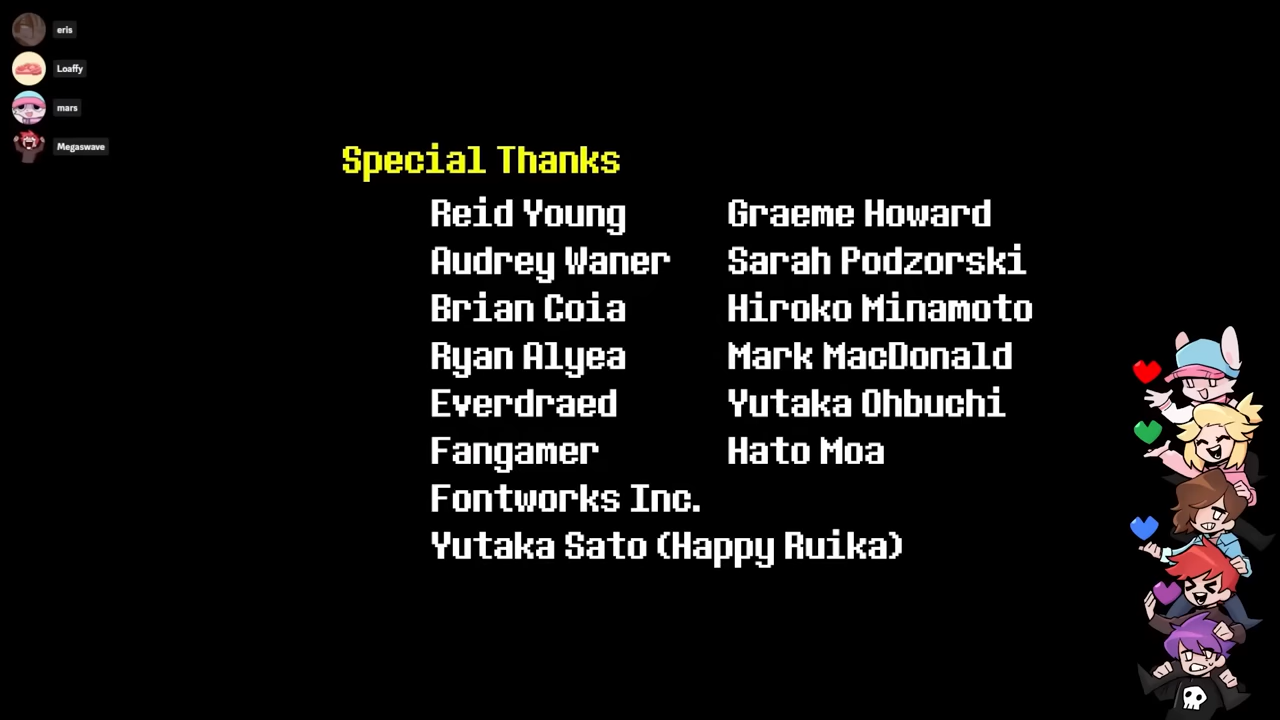 eris
Loaffy
mars
Megaswave
Special Thanks
Reid Young Graeme Howard
Audrey Waner Sarah Podzorski
Brian Coia Hiroko Minamoto
Ryan Alyea Mark MacDonald
Everdraed Yutaka Ohbuchi
Fangamer Hato Moa
Fontworks Inc.
Yutaka Sato (Happy Ruika)